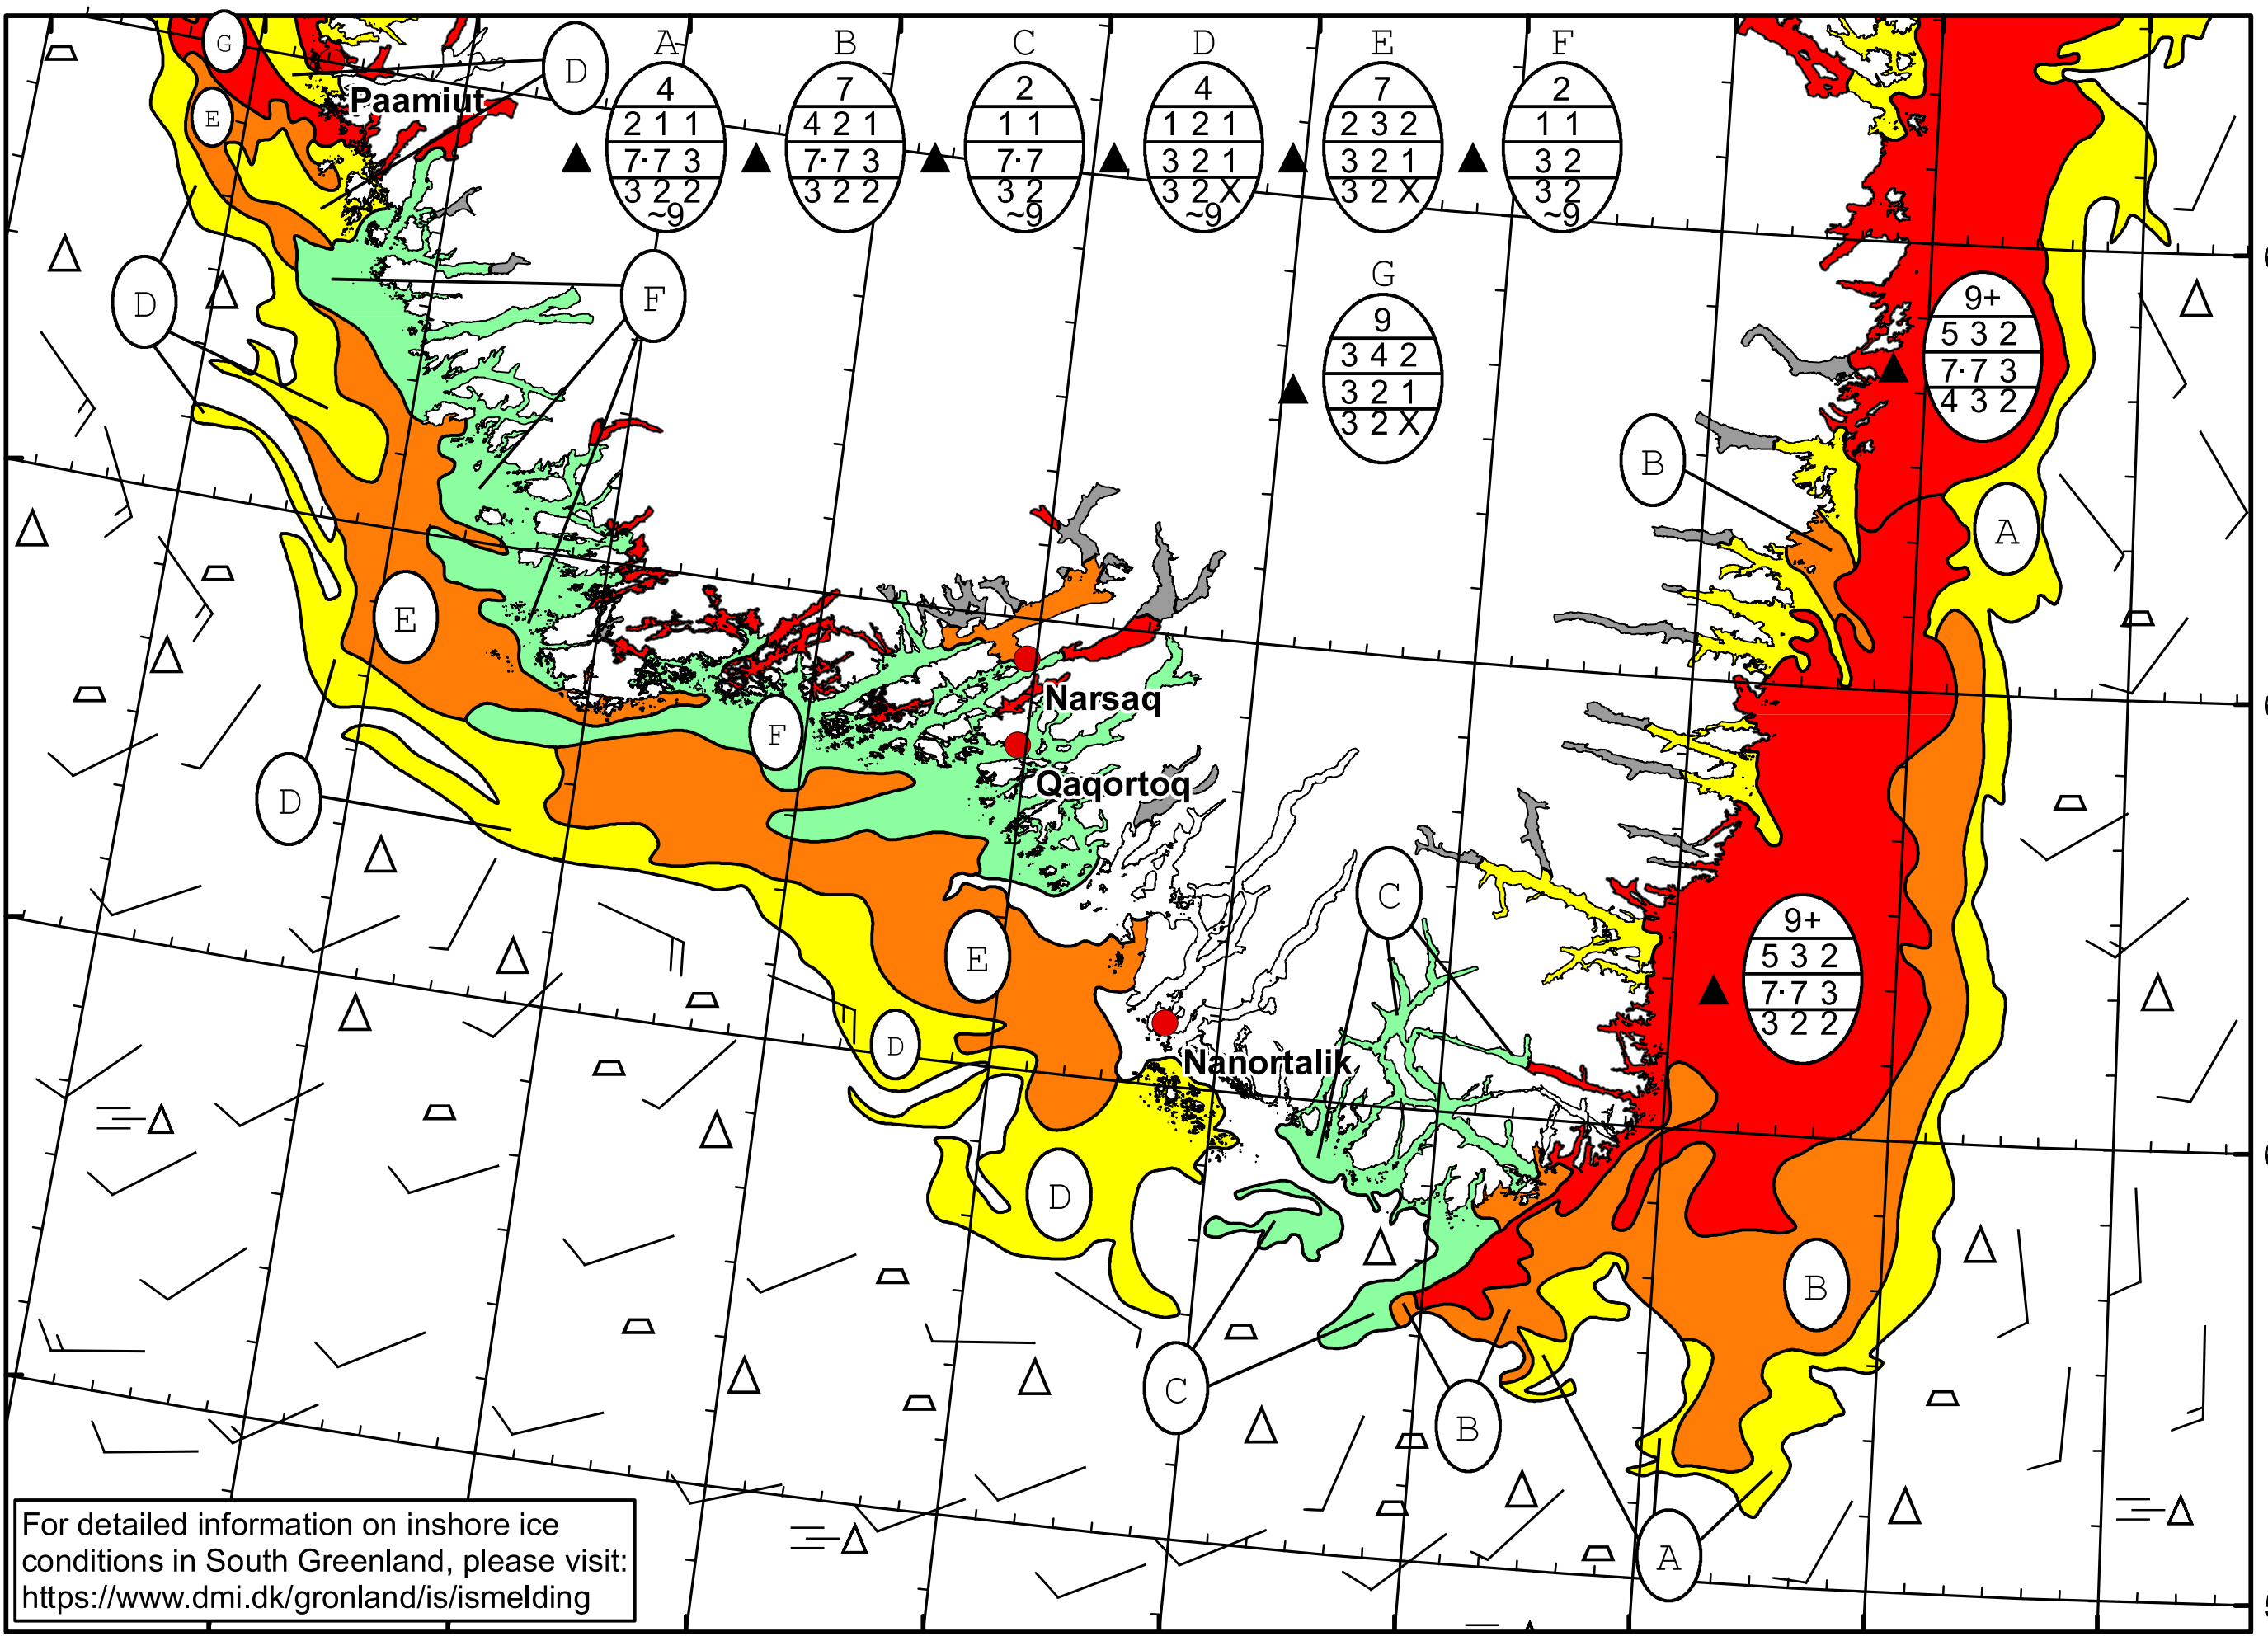 G
D
A
B
C
D
E
F
4
2 1 1
7· 7 3
3 2 2
~9
7
4 2 1
7· 7 3
3 2 2
2
1 1
7· 7
3 2
~9
4
1 2 1
3 2 1
3 2 X
~9
7
2 3 2
3 2 1
3 2 X
2
1 1
3 2
3 2
~9
E
Paamiut
D
F
G
9
3 4 2
3 2 1
3 2 X
9+
5 3 2
7· 7 3
4 3 2
B
A
E
Narsaq
F
Qaqortoq
D
C
E
9+
5 3 2
7· 7 3
3 2 2
D
Nanortalik
D
B
C
B
A
For detailed information on inshore ice
conditions in South Greenland, please visit:
https://www.dmi.dk/gronland/is/ismelding